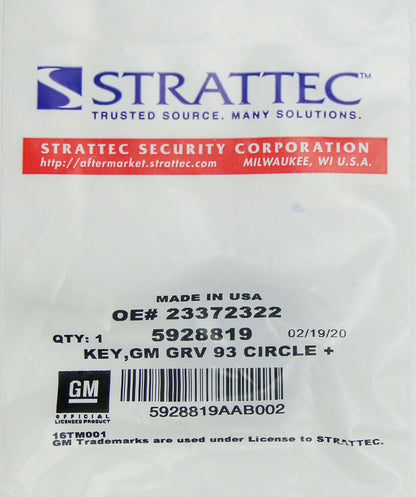 STRATTEC™
TRUSTED SOURCE. MANY SOLUTIONS.
STRATTEC SECURITY CORPORATION
http://aftermarket.strattec.com MILWAUKEE, WI U.S.A.
MADE IN USA
OE# 23372322
QTY: 1 5928819 02/19/20
KEY,GM GRV 93 CIRCLE +
GM
OFFICIAL
LICENSED PRODUCT
5928819AAB002
16TM001
GM Trademarks are used under License to STRATTEC.